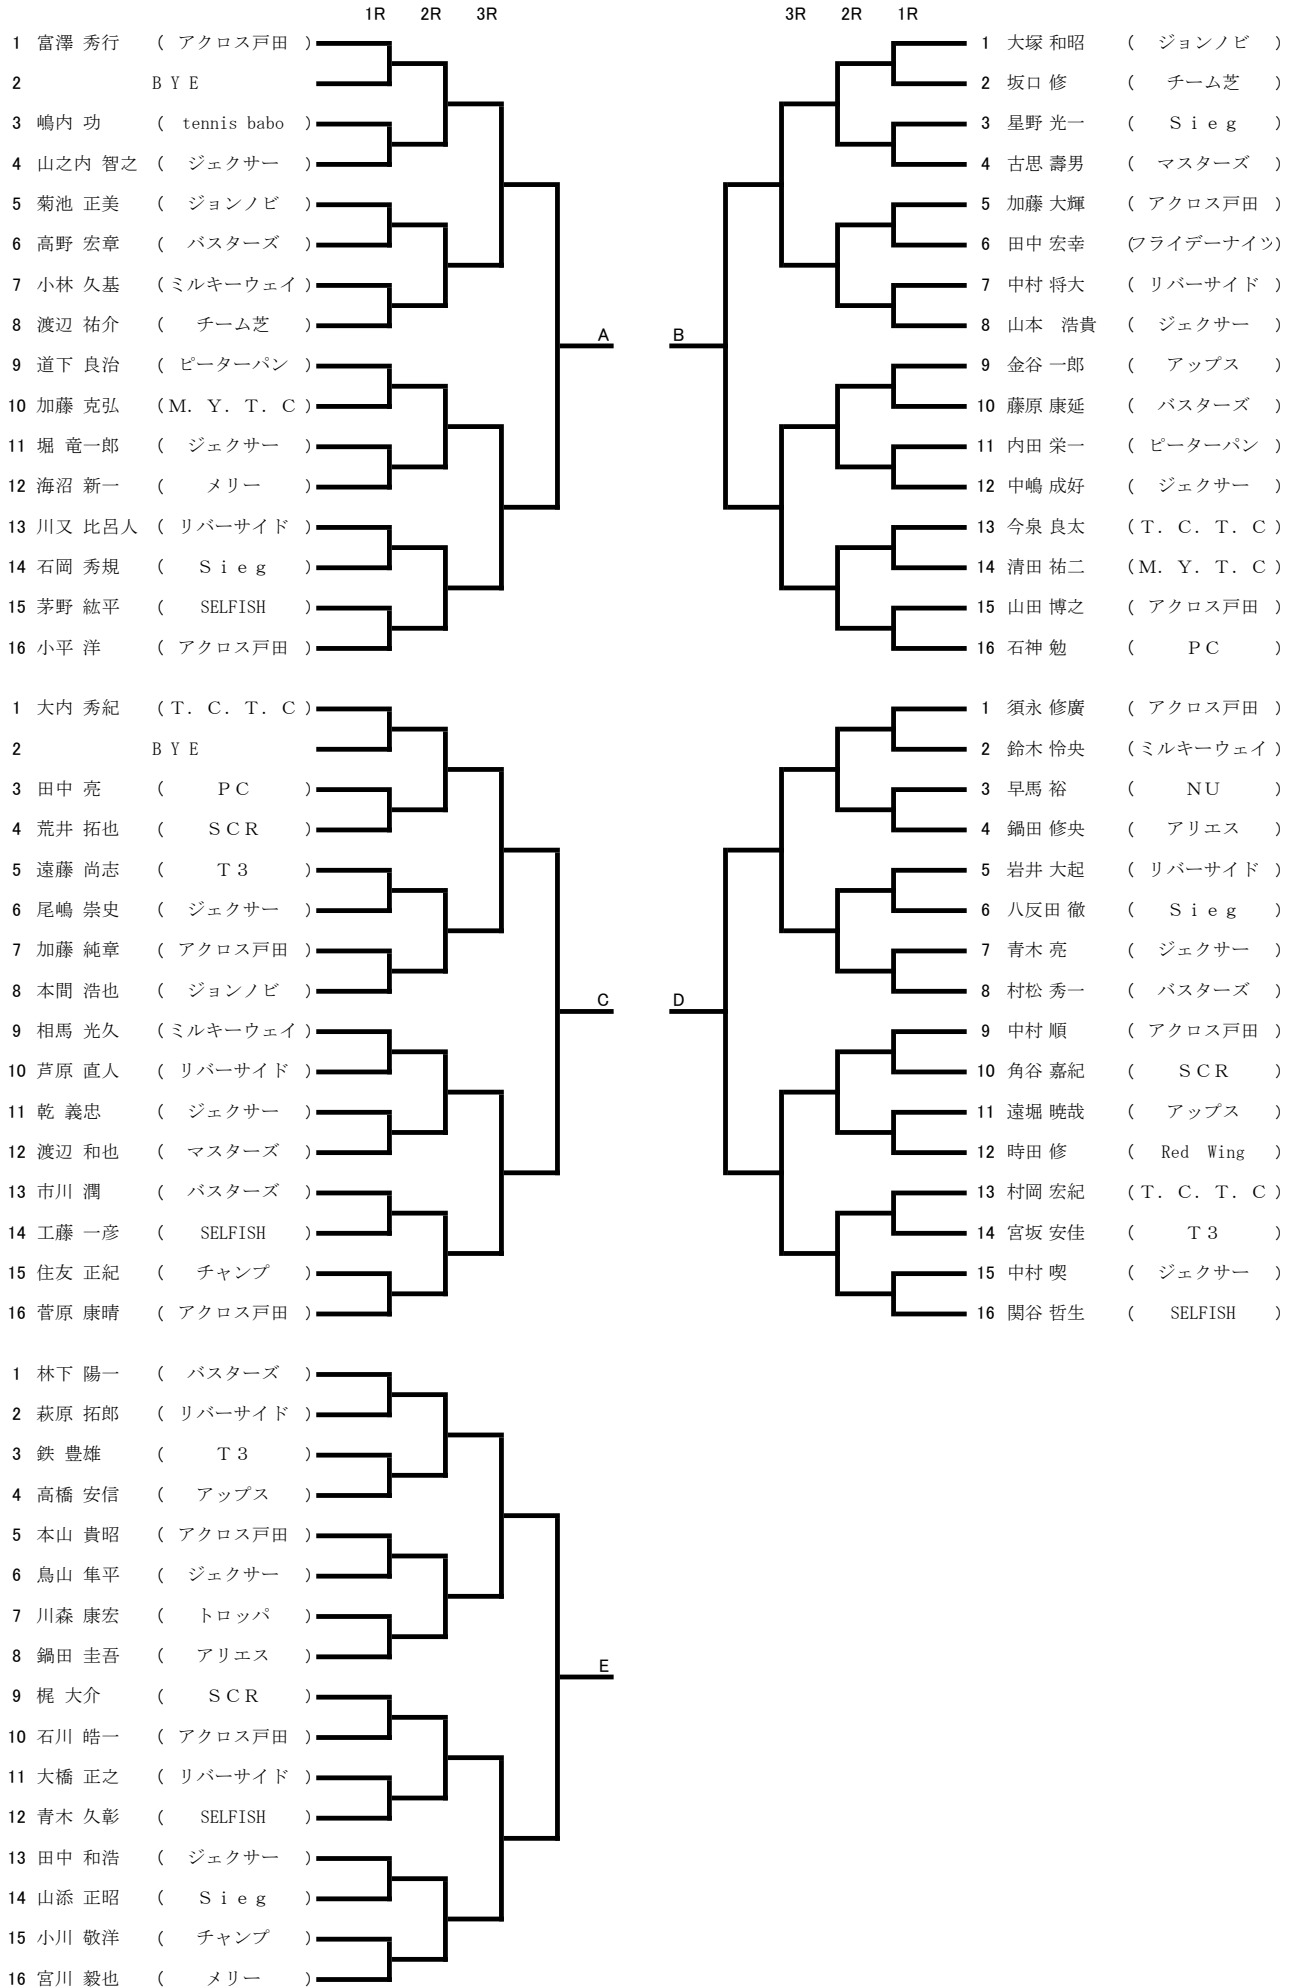 1R 2R 3R
1 富澤 秀行 ( アクロス戸田 )
2 ＢＹＥ
3 嶋内 功 ( tennis babo )
4 山之内 智之 ( ジェクサー )
5 菊池 正美 ( ジョンノビ )
6 高野 宏章 ( バスターズ )
7 小林 久基 ( ミルキーウェイ )
8 渡辺 祐介 ( チーム芝 )
9 道下 良治 ( ピーターパン )
10 加藤 克弘 ( Ｍ．Ｙ．Ｔ．Ｃ )
11 堀 竜一郎 ( ジェクサー )
12 海沼 新一 ( メリー )
13 川又 比呂人 ( リバーサイド )
14 石岡 秀規 ( Ｓｉｅｇ )
15 茅野 紘平 ( SELFISH )
16 小平 洋 ( アクロス戸田 )
A
3R 2R 1R
1 大塚 和昭 ( ジョンノビ )
2 坂口 修 ( チーム芝 )
3 星野 光一 ( Ｓｉｅｇ )
4 古思 壽男 ( マスターズ )
5 加藤 大輝 ( アクロス戸田 )
6 田中 宏幸 (フライデーナイツ)
7 中村 将大 ( リバーサイド )
8 山本　浩貴 ( ジェクサー )
9 金谷 一郎 ( アップス )
10 藤原 康延 ( バスターズ )
11 内田 栄一 ( ピーターパン )
12 中嶋 成好 ( ジェクサー )
13 今泉 良太 ( Ｔ．Ｃ．Ｔ．Ｃ )
14 清田 祐二 ( Ｍ．Ｙ．Ｔ．Ｃ )
15 山田 博之 ( アクロス戸田 )
16 石神 勉 ( ＰＣ )
B
1 大内 秀紀 ( Ｔ．Ｃ．Ｔ．Ｃ )
2 ＢＹＥ
3 田中 亮 ( ＰＣ )
4 荒井 拓也 ( ＳＣＲ )
5 遠藤 尚志 ( Ｔ３ )
6 尾嶋 崇史 ( ジェクサー )
7 加藤 純章 ( アクロス戸田 )
8 本間 浩也 ( ジョンノビ )
9 相馬 光久 ( ミルキーウェイ )
10 芦原 直人 ( リバーサイド )
11 乾 義忠 ( ジェクサー )
12 渡辺 和也 ( マスターズ )
13 市川 潤 ( バスターズ )
14 工藤 一彦 ( SELFISH )
15 住友 正紀 ( チャンプ )
16 菅原 康晴 ( アクロス戸田 )
C
1 須永 修廣 ( アクロス戸田 )
2 鈴木 怜央 ( ミルキーウェイ )
3 早馬 裕 ( ＮＵ )
4 鍋田 修央 ( アリエス )
5 岩井 大起 ( リバーサイド )
6 八反田 徹 ( Ｓｉｅｇ )
7 青木 亮 ( ジェクサー )
8 村松 秀一 ( バスターズ )
9 中村 順 ( アクロス戸田 )
10 角谷 嘉紀 ( ＳＣＲ )
11 遠堀 暁哉 ( アップス )
12 時田 修 ( Red　Wing )
13 村岡 宏紀 ( Ｔ．Ｃ．Ｔ．Ｃ )
14 宮坂 安佳 ( Ｔ３ )
15 中村 喫 ( ジェクサー )
16 関谷 哲生 ( SELFISH )
D
1 林下 陽一 ( バスターズ )
2 萩原 拓郎 ( リバーサイド )
3 鉄 豊雄 ( Ｔ３ )
4 高橋 安信 ( アップス )
5 本山 貴昭 ( アクロス戸田 )
6 鳥山 隼平 ( ジェクサー )
7 川森 康宏 ( トロッパ )
8 鍋田 圭吾 ( アリエス )
9 梶 大介 ( ＳＣＲ )
10 石川 皓一 ( アクロス戸田 )
11 大橋 正之 ( リバーサイド )
12 青木 久彰 ( SELFISH )
13 田中 和浩 ( ジェクサー )
14 山添 正昭 ( Ｓｉｅｇ )
15 小川 敬洋 ( チャンプ )
16 宮川 毅也 ( メリー )
E